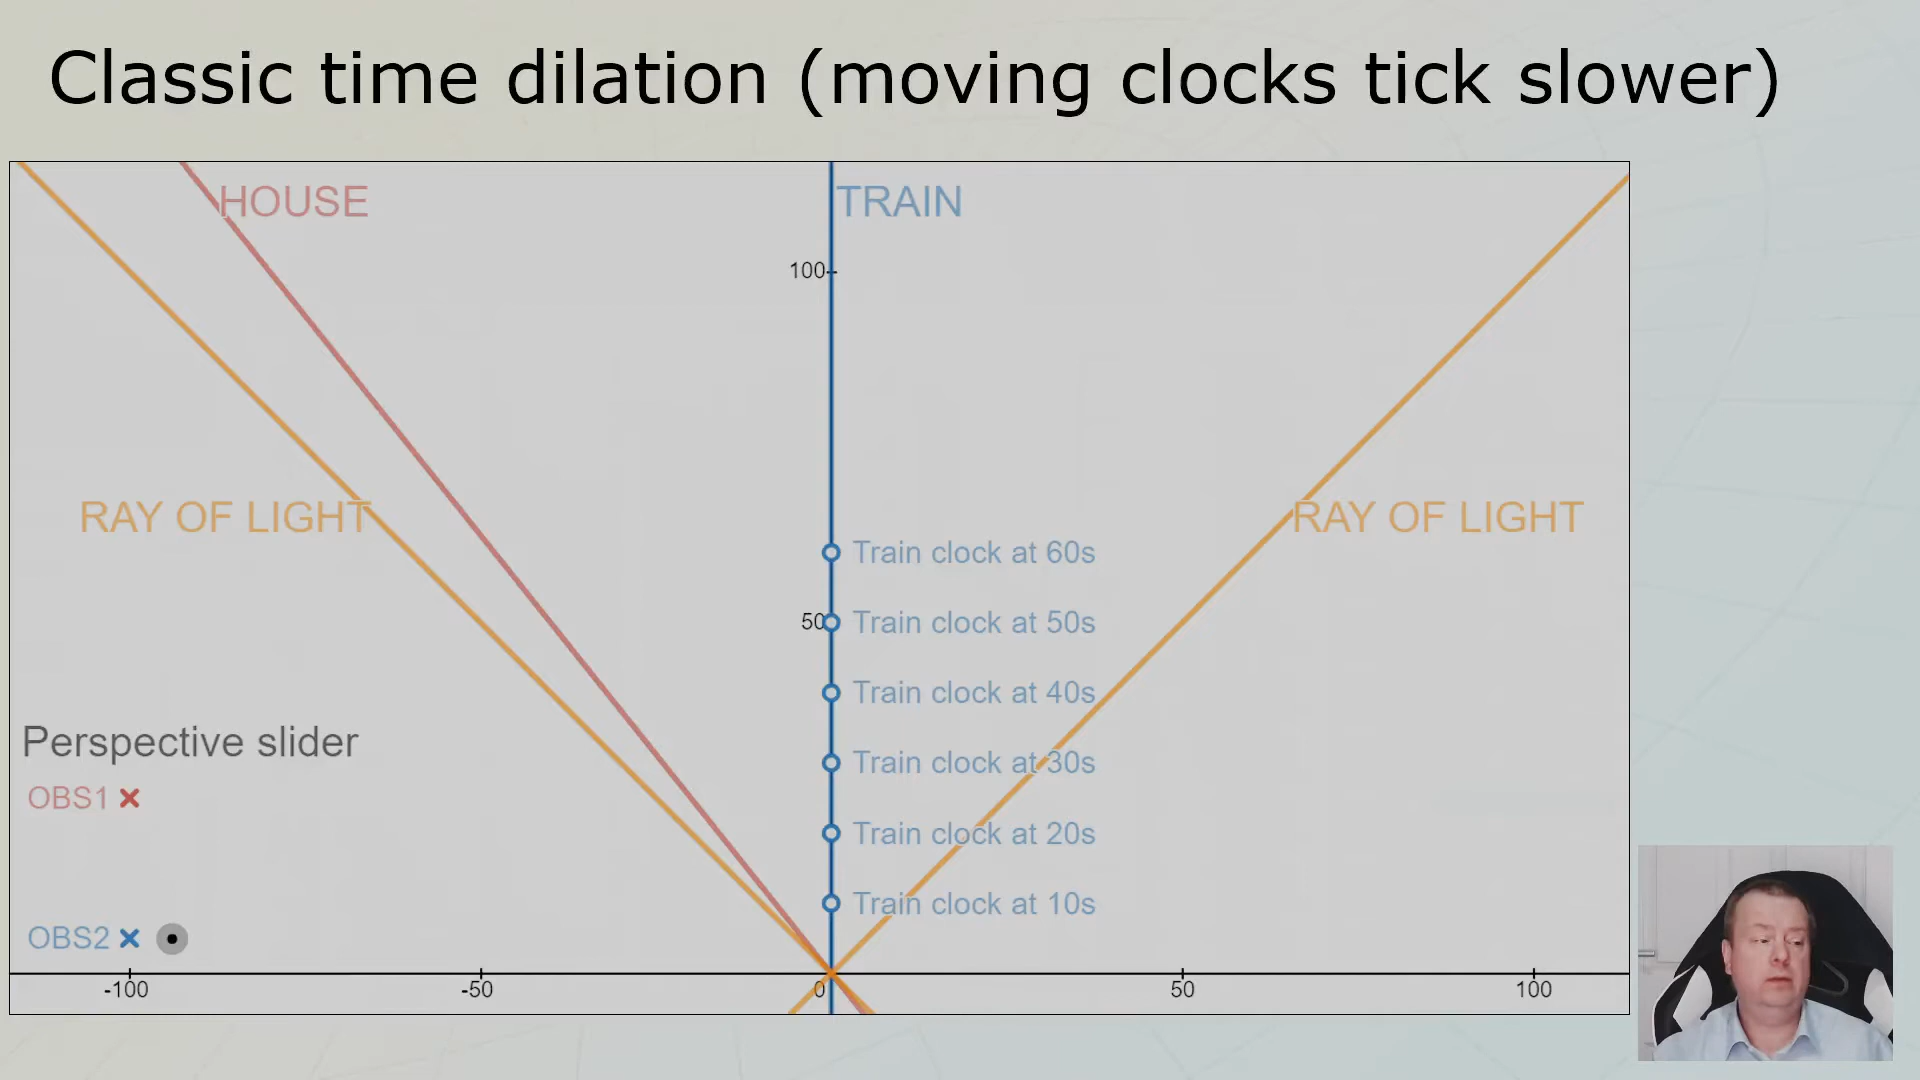 Classic time dilation (moving clocks tick slower)
HOUSE
TRAIN
100
RAY OF LIGHT
RAY OF LIGHT
Train clock at 60s
50
Train clock at 50s
Train clock at 40s
Perspective slider
Train clock at 30s
OBS1
Train clock at 20s
Train clock at 10s
OBS2
-100
-50
0
50
100